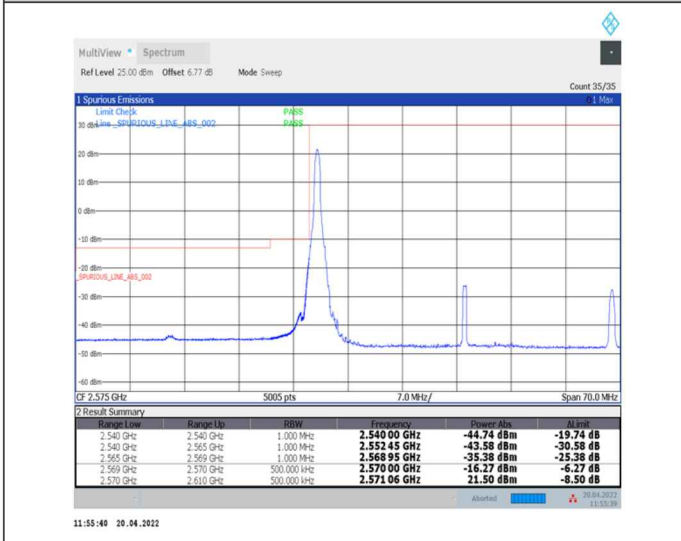 MultiView Spectrum
Ref Level 25.00 dBm Offset 6.77 dB Mode Sweep
Count 35/35
1 Spurious Emissions 1 Max
Limit Check PASS
Line _SPURIOUS_LINE_ABS_002 PASS
30 dBm
20 dBm
10 dBm
0 dBm
-10 dBm
-20 dBm
_SPURIOUS_LINE_ABS_002
-30 dBm
-40 dBm
-50 dBm
-60 dBm
CF 2.575 GHz 5005 pts 7.0 MHz/ Span 70.0 MHz
2 Result Summary
Range Low Range Up RBW Frequency Power Abs ΔLimit
2.540 GHz 2.540 GHz 1.000 MHz 2.540 00 GHz -44.74 dBm -19.74 dB
2.540 GHz 2.565 GHz 1.000 MHz 2.552 45 GHz -43.58 dBm -30.58 dB
2.565 GHz 2.569 GHz 1.000 MHz 2.568 95 GHz -35.38 dBm -25.38 dB
2.569 GHz 2.570 GHz 500.000 kHz 2.570 00 GHz -16.27 dBm -6.27 dB
2.570 GHz 2.610 GHz 500.000 kHz 2.571 06 GHz 21.50 dBm -8.50 dB
Aborted 20.04.2022
11:55:39
11:55:40 20.04.2022